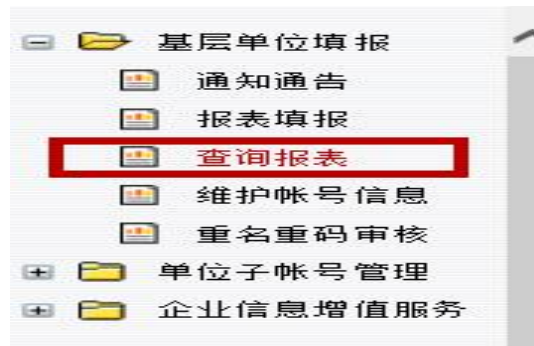 基层单位填报
通知通告
报表填报
查询报表
维护帐号信息
重名重码审核
单位子帐号管理
企业信息增值服务